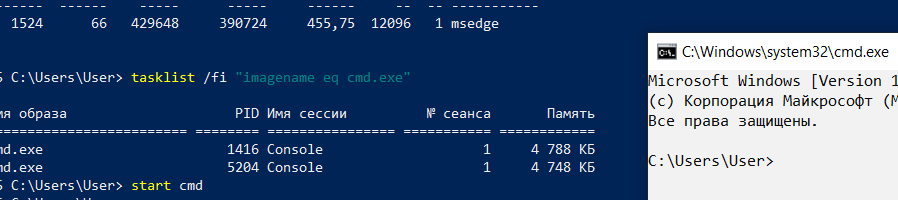 1524 66 429648 390724 455,75 12096 1 msedge
C:\Users\User> tasklist /fi "imagename eq cmd.exe"
образа PID Имя сессии № сеанса Память
======================== ======== ================ =========== ============
md.exe 1416 Console 1 4 788 КБ
md.exe 5204 Console 1 4 748 КБ
C:\Users\User> start cmd
C:\Windows\system32\cmd.exe
Microsoft Windows [Version 1
(c) Корпорация Майкрософт (М
Все права защищены.
C:\Users\User>